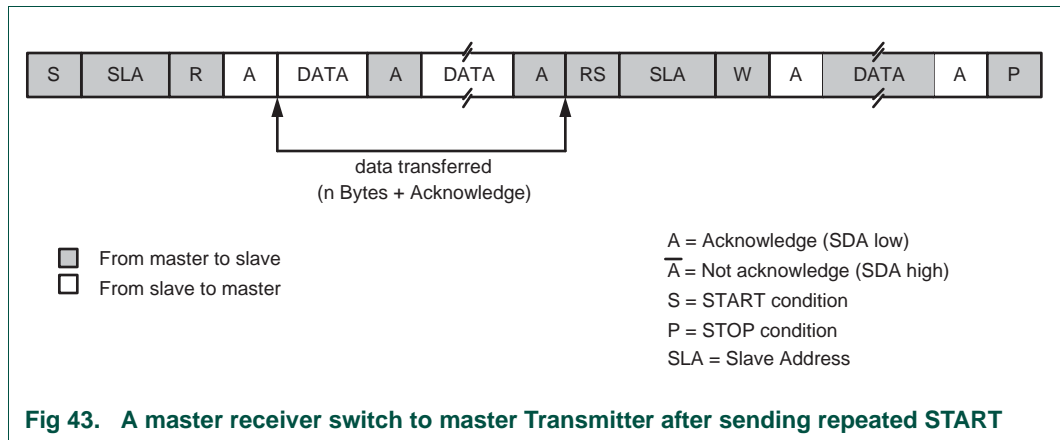 S SLA R A DATA A DATA A RS SLA W A DATA A P
data transferred
(n Bytes + Acknowledge)
From master to slave
From slave to master
A = Acknowledge (SDA low)
A̅ = Not acknowledge (SDA high)
S = START condition
P = STOP condition
SLA = Slave Address
Fig 43. A master receiver switch to master Transmitter after sending repeated START